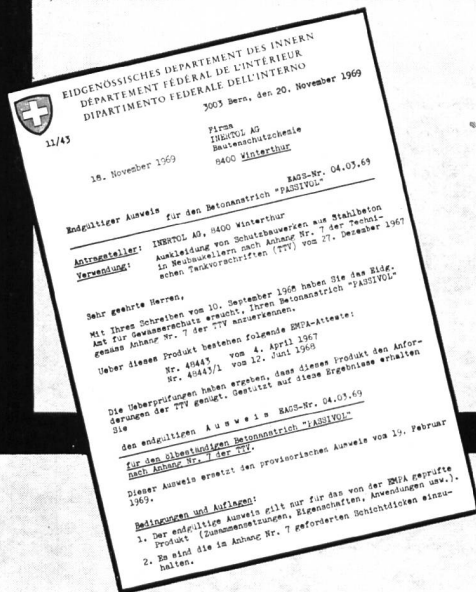 EIDGENÖSSISCHES DEPARTEMENT DES INNERN
DÉPARTEMENT FÉDÉRAL DE L'INTÉRIEUR
DIPARTIMENTO FEDERALE DELL'INTERNO
11/43
3003 Bern, den 20. November 1969
Firma
INERTOL AG
Bautenschutzchemie
8400 Winterthur
18. November 1969
EAGS-Nr. 04.03.69
Endgültiger Ausweis für den Betonanstrich "PASSIVOL"
Antragsteller: INERTOL AG, 8400 Winterthur
Verwendung: Auskleidung von Schutzbauwerken aus Stahlbeton
in Neubaukellern nach Anhang Nr. 7 der Techni-
schen Tankvorschriften (TTV) vom 27. Dezember 1967
Sehr geehrte Herren,
Mit Ihrem Schreiben vom 10. September 1968 haben Sie das Eidg.
Amt für Gewässerschutz ersucht, Ihren Betonanstrich "PASSIVOL"
gemäss Anhang Nr. 7 der TTV anzuerkennen.
Ueber dieses Produkt bestehen folgende EMPA-Atteste:
Nr. 48443 vom 4. April 1967
Nr. 48443/1 vom 12. Juni 1968
Die Ueberprüfungen haben ergeben, dass dieses Produkt den Anfor-
derungen der TTV genügt. Gestützt auf diese Ergebnisse erhalten
Sie
den endgültigen A u s w e i s EAGS-Nr. 04.03.69
für den ölbeständigen Betonanstrich "PASSIVOL"
nach Anhang Nr. 7 der TTV.
Dieser Ausweis ersetzt den provisorischen Ausweis vom 19. Februar
1969.
Bedingungen und Auflagen:
1. Der endgültige Ausweis gilt nur für das von der EMPA geprüfte
Produkt (Zusammensetzungen, Eigenschaften, Anwendungen usw.).
2. Es sind die im Anhang Nr. 7 geforderten Schichtdicken einzu-
halten.